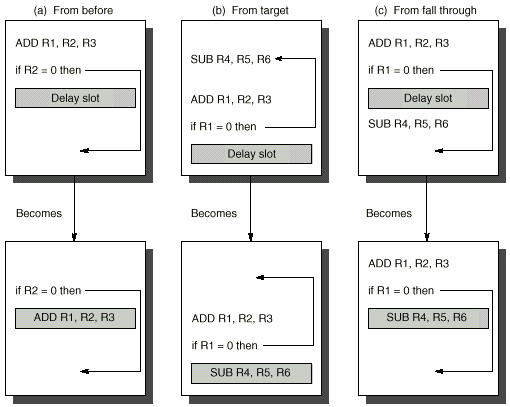 (a) From before
ADD R1, R2, R3
if R2 = 0 then
Delay slot
Becomes
if R2 = 0 then
ADD R1, R2, R3
(b) From target
SUB R4, R5, R6
ADD R1, R2, R3
if R1 = 0 then
Delay slot
Becomes
ADD R1, R2, R3
if R1 = 0 then
SUB R4, R5, R6
(c) From fall through
ADD R1, R2, R3
if R1 = 0 then
Delay slot
SUB R4, R5, R6
Becomes
ADD R1, R2, R3
if R1 = 0 then
SUB R4, R5, R6